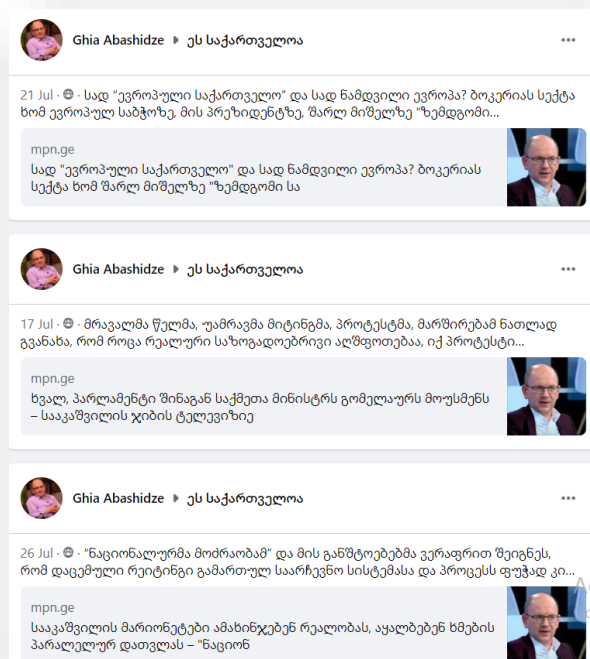 Ghia Abashidze ▸ ეს საქართველოა
21 Jul · სად "ევროპული საქართველო" და სად ნამდვილი ევროპა? ბოკერიას სექტა
ხომ ევროპულ საბჭოზე, მის პრეზიდენტზე, შარლ მიშელზე "ზემდგომი...
mpn.ge
სად "ევროპული საქართველო" და სად ნამდვილი ევროპა? ბოკერიას
სექტა ხომ შარლ მიშელზე "ზემდგომი სა
Ghia Abashidze ▸ ეს საქართველოა
17 Jul · მრავალმა წელმა, უამრავმა მიტინგმა, პროტესტმა, მარშირებამ ნათლად
გვანახა, რომ როცა რეალური საზოგადოებრივი აღშფოთებაა, იქ პროტესტი...
mpn.ge
ხვალ, პარლამენტი შინაგან საქმეთა მინისტრს გომელაურს მოუსმენს
– სააკაშვილის ჯიბის ტელევიზიე
Ghia Abashidze ▸ ეს საქართველოა
26 Jul · "ნაციონალურმა მოძრაობამ" და მის განშტოებებმა ვერაფრით შეიგნეს,
რომ დაცემული რეიტინგი გამართულ საარჩევნო სისტემასა და პროცესს ფუჭად კი...
mpn.ge
სააკაშვილის მარიონეტები ამახინჯებენ რეალობას, აყალბებენ ხმების
პარალელურ დათვლას – "ნაციონ